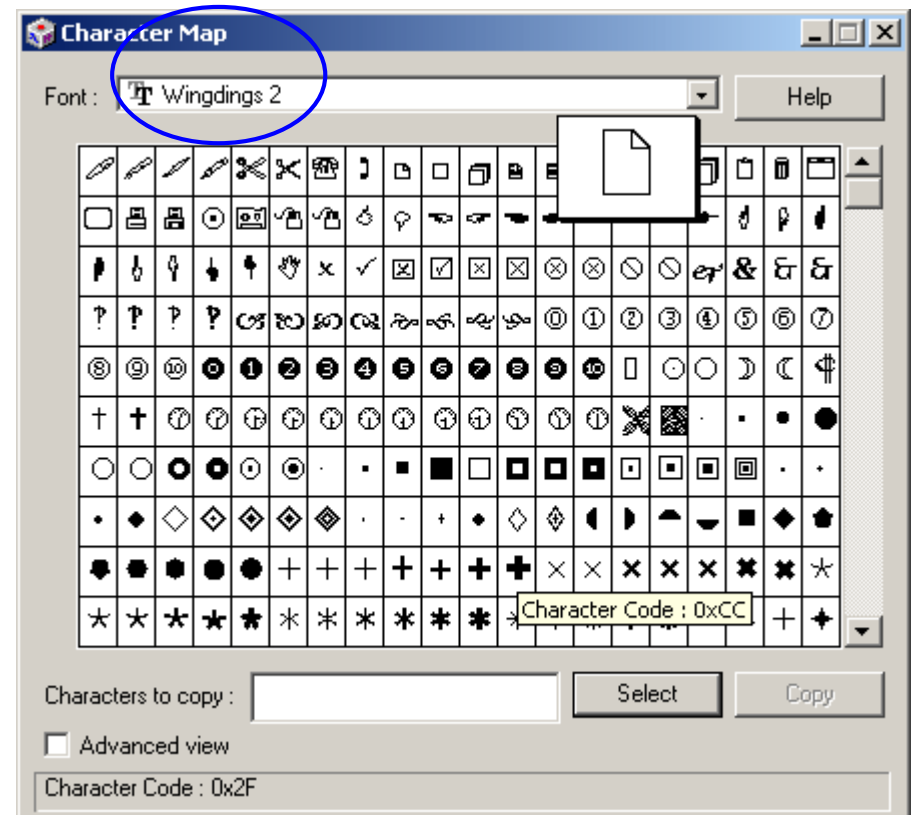 Character Map
Font : Wingdings 2 Help
Character Code : 0xCC
Characters to copy : Select Copy
Advanced view
Character Code : 0x2F